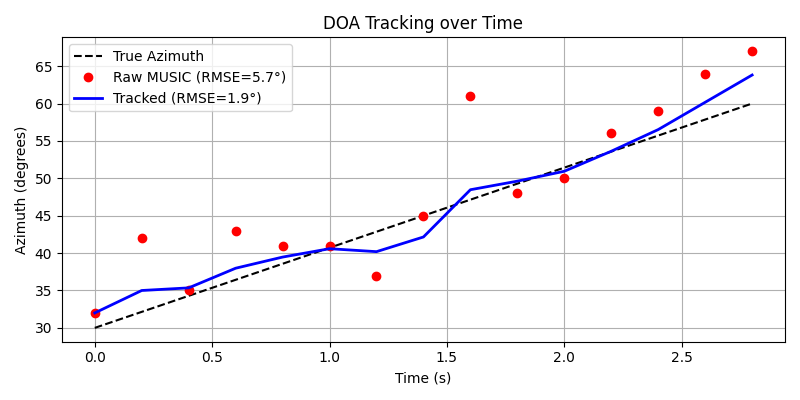 DOA Tracking over Time
True Azimuth
Raw MUSIC (RMSE=5.7°)
Tracked (RMSE=1.9°)
Azimuth (degrees)
65
60
55
50
45
40
35
30
0.0 0.5 1.0 1.5 2.0 2.5
Time (s)